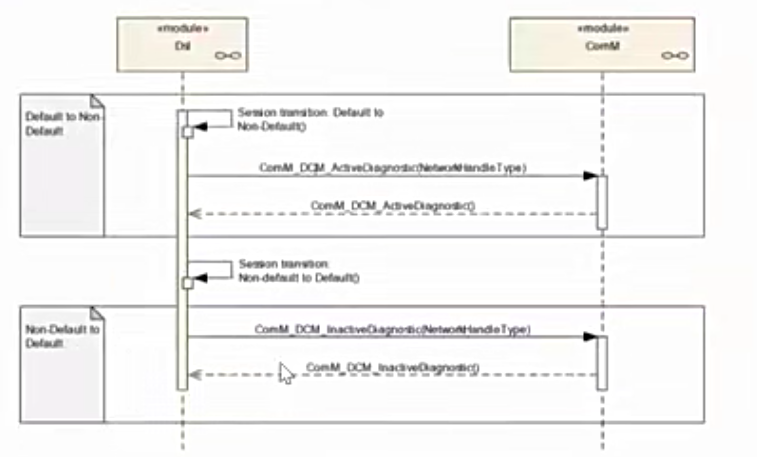 «module»
Dsl
«module»
ComM
Default to Non-
Default
Session transition: Default to
Non-Default()
ComM_DCM_ActiveDiagnostic(NetworkHandleType)
ComM_DCM_ActiveDiagnostic()
Session transition:
Non-default to Default()
Non-Default to
Default
ComM_DCM_InactiveDiagnostic(NetworkHandleType)
ComM_DCM_InactiveDiagnostic()